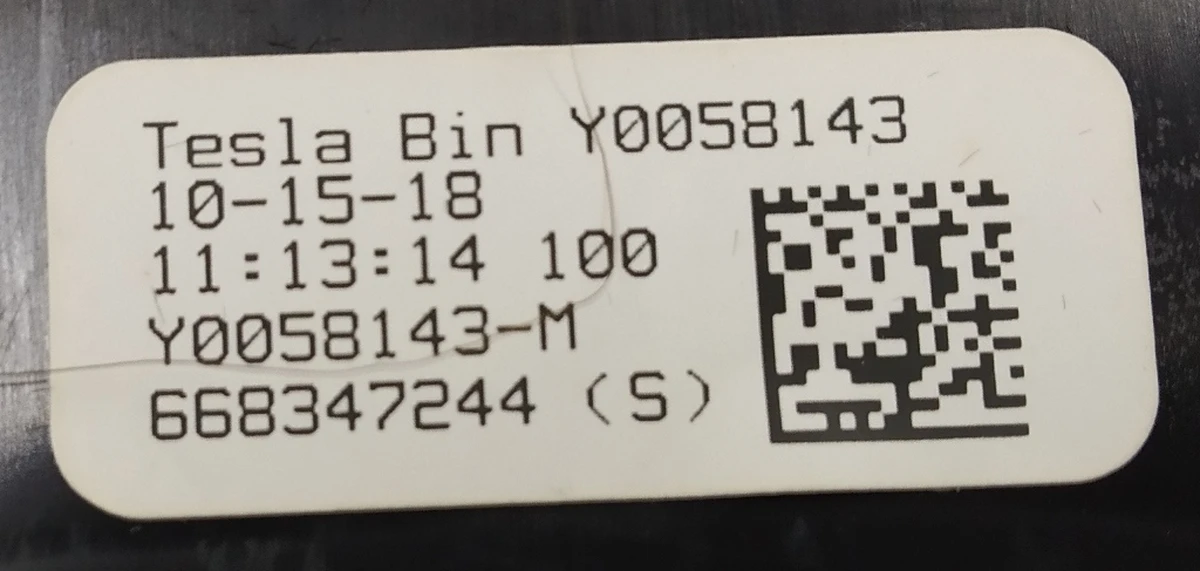 Tesla Bin Y0058143
10-15-18
11:13:14 100
Y0058143-M
668347244 (S)